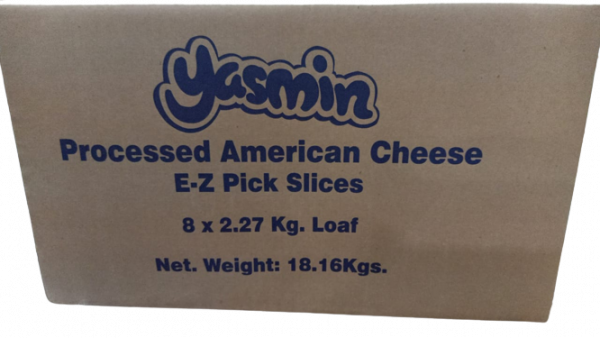 Yasmin
Processed American Cheese
E-Z Pick Slices
8 x 2.27 Kg. Loaf
Net. Weight: 18.16Kgs.